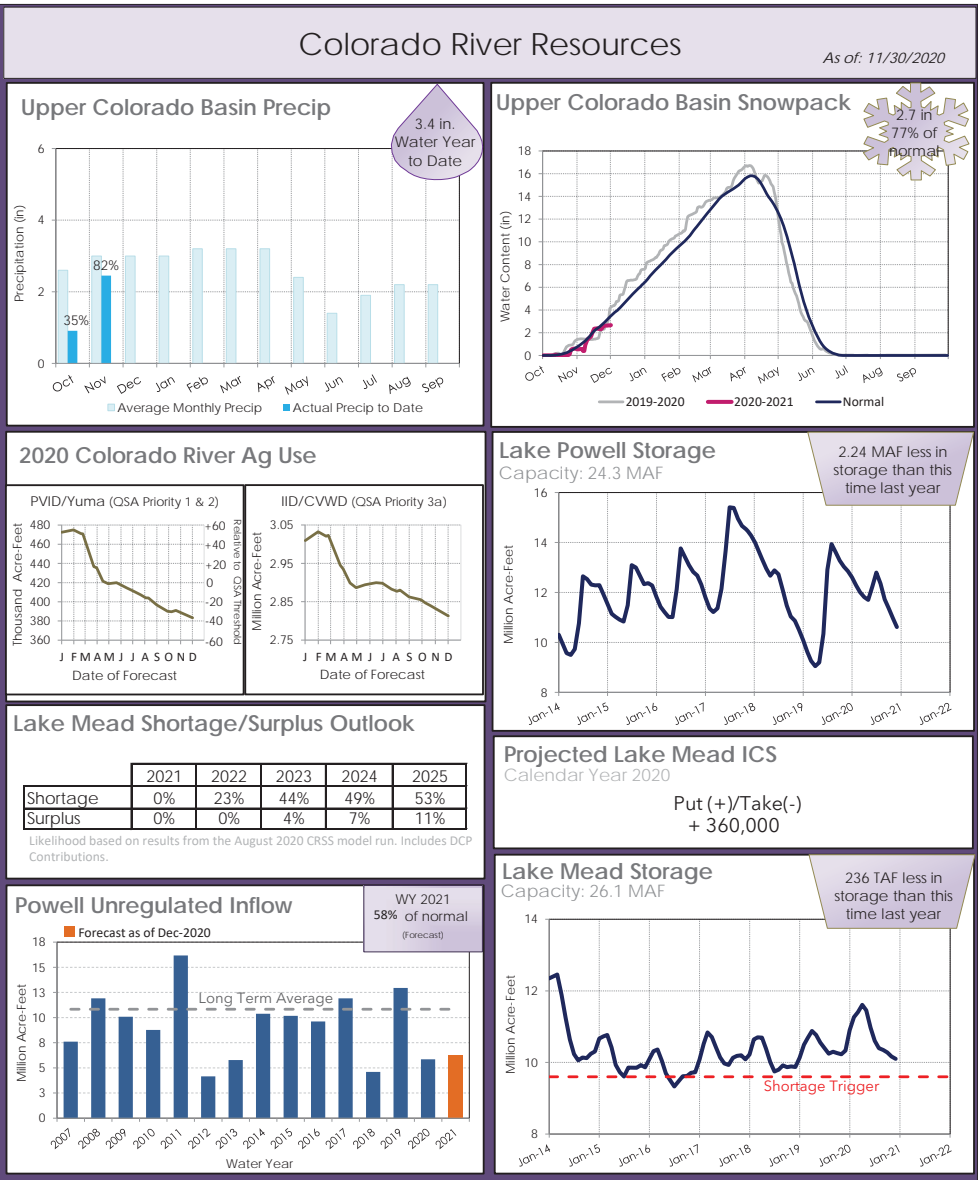 Colorado River Resources
As of: 11/30/2020
Upper Colorado Basin Precip
3.4 in.
Water Year
to Date
6
4
2
0
Precipitation (in)
35%
82%
Oct
Nov
Dec
Jan
Feb
Mar
Apr
May
Jun
Jul
Aug
Sep
Average Monthly Precip
Actual Precip to Date
Upper Colorado Basin Snowpack
2.7 in
77% of
normal
18
16
14
12
10
8
6
4
2
0
Water Content (in)
Oct
Nov
Dec
Jan
Feb
Mar
Apr
May
Jun
Jul
Aug
Sep
2019-2020
2020-2021
Normal
2020 Colorado River Ag Use
PVID/Yuma (QSA Priority 1 & 2)
480
460
440
420
400
380
360
Thousand Acre-Feet
+60
+40
+20
0
-20
-40
-60
Relative to QSA Threshold
J F M A M J J A S O N D
Date of Forecast
IID/CVWD (QSA Priority 3a)
3.05
2.95
2.85
2.75
Million Acre-Feet
J F M A M J J A S O N D
Date of Forecast
Lake Powell Storage
Capacity: 24.3 MAF
2.24 MAF less in
storage than this
time last year
16
14
12
10
8
Million Acre-Feet
Jan-14
Jan-15
Jan-16
Jan-17
Jan-18
Jan-19
Jan-20
Jan-21
Jan-22
Lake Mead Shortage/Surplus Outlook
2021 2022 2023 2024 2025
Shortage 0% 23% 44% 49% 53%
Surplus 0% 0% 4% 7% 11%
Likelihood based on results from the August 2020 CRSS model run. Includes DCP
Contributions.
Projected Lake Mead ICS
Calendar Year 2020
Put (+)/Take(-)
+ 360,000
Powell Unregulated Inflow
WY 2021
58% of normal
(Forecast)
Forecast as of Dec-2020
18
15
13
10
8
5
3
0
Million Acre-Feet
Long Term Average
2007
2008
2009
2010
2011
2012
2013
2014
2015
2016
2017
2018
2019
2020
2021
Water Year
Lake Mead Storage
Capacity: 26.1 MAF
236 TAF less in
storage than this
time last year
14
12
10
8
Million Acre-Feet
Shortage Trigger
Jan-14
Jan-15
Jan-16
Jan-17
Jan-18
Jan-19
Jan-20
Jan-21
Jan-22